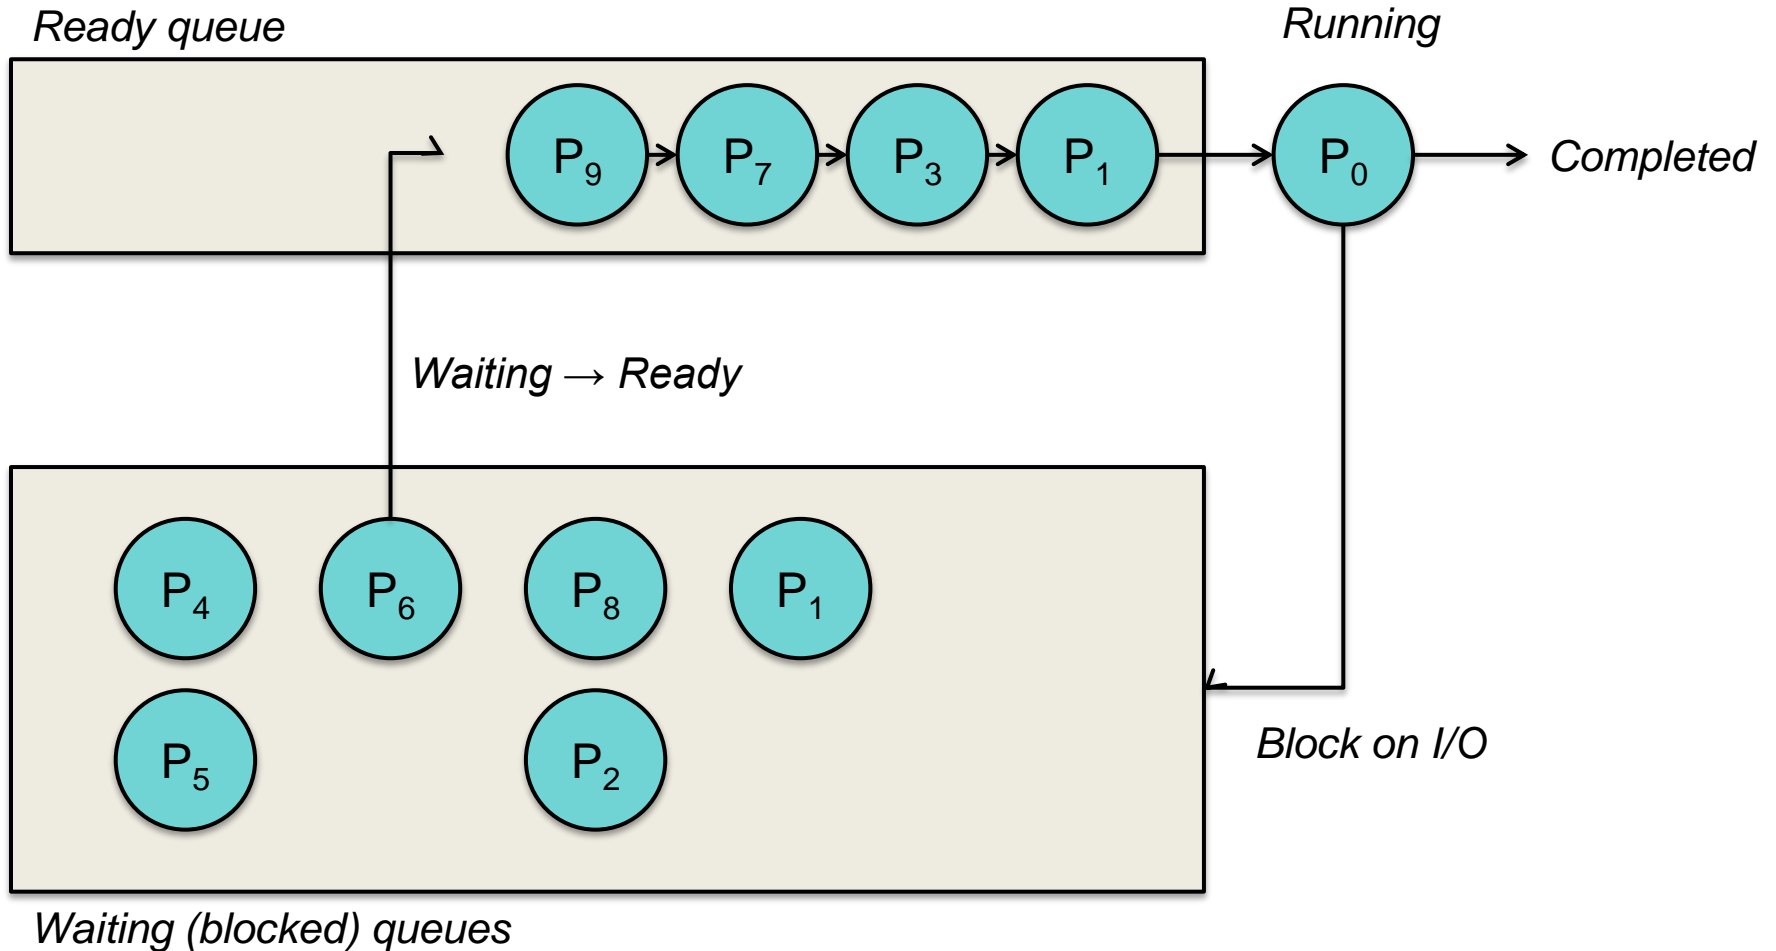 Ready queue
Running
P9
P7
P3
P1
P0
Completed
Waiting → Ready
P4
P6
P8
P1
P5
P2
Block on I/O
Waiting (blocked) queues